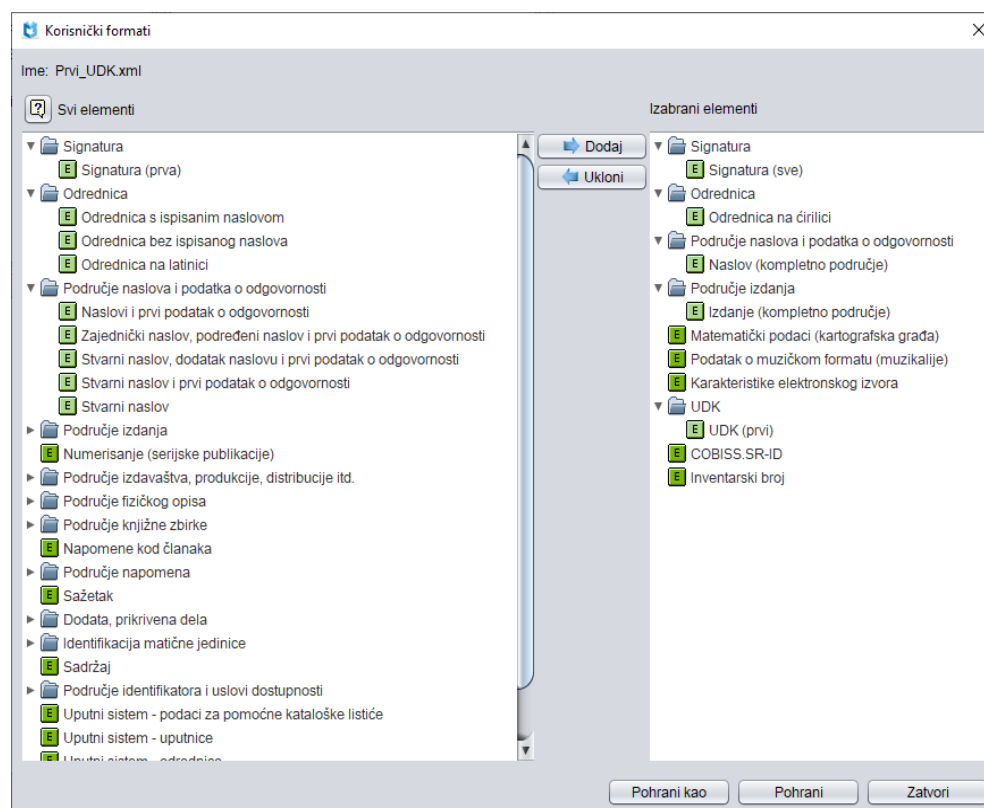 Korisnički formati
Ime: Prvi_UDK.xml
Svi elementi
Signatura
E Signatura (prva)
Odrednica
E Odrednica s ispisanim naslovom
E Odrednica bez ispisanog naslova
E Odrednica na latinici
Područje naslova i podatka o odgovornosti
E Naslovi i prvi podatak o odgovornosti
E Zajednički naslov, podređeni naslov i prvi podatak o odgovornosti
E Stvarni naslov, dodatak naslovu i prvi podatak o odgovornosti
E Stvarni naslov i prvi podatak o odgovornosti
E Stvarni naslov
Područje izdanja
E Numerisanje (serijske publikacije)
Područje izdavaštva, produkcije, distribucije itd.
Područje fizičkog opisa
Područje knjižne zbirke
E Napomene kod članaka
Područje napomena
E Sažetak
Dodata, prikrivena dela
Identifikacija matične jedinice
E Sadržaj
Područje identifikatora i uslovi dostupnosti
E Uputni sistem - podaci za pomoćne kataloške listiće
E Uputni sistem - uputnice
E Uputni sistem - odrednice
Dodaj
Ukloni
Izabrani elementi
Signatura
E Signatura (sve)
Odrednica
E Odrednica na ćirilici
Područje naslova i podatka o odgovornosti
E Naslov (kompletno područje)
Područje izdanja
E Izdanje (kompletno područje)
E Matematički podaci (kartografska građa)
E Podatak o muzičkom formatu (muzikalije)
E Karakteristike elektronskog izvora
UDK
E UDK (prvi)
E COBISS.SR-ID
E Inventarski broj
Pohrani kao
Pohrani
Zatvori